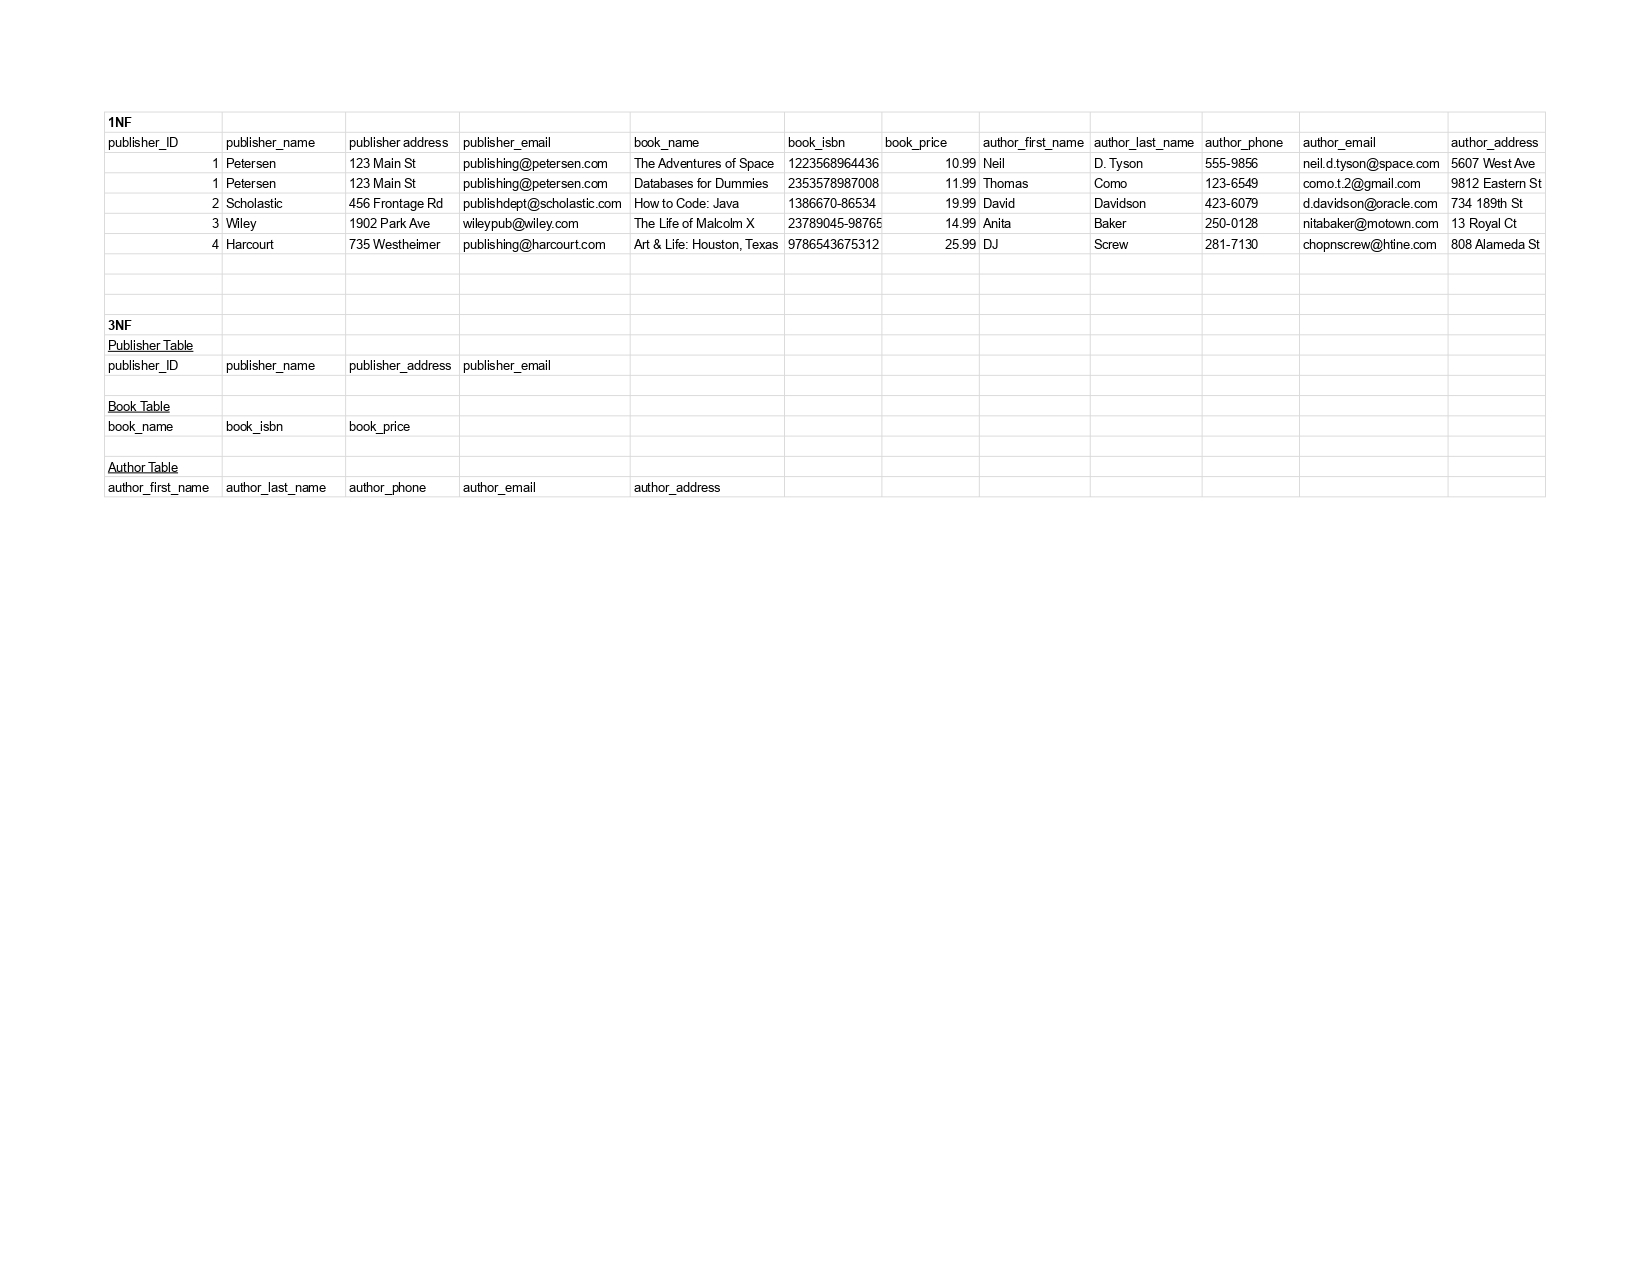 1NF
publisher_ID publisher_name publisher address publisher_email book_name book_isbn book_price author_first_name author_last_name author_phone author_email author_address
1 Petersen 123 Main St publishing@petersen.com The Adventures of Space 1223568964436 10.99 Neil D. Tyson 555-9856 neil.d.tyson@space.com 5607 West Ave
1 Petersen 123 Main St publishing@petersen.com Databases for Dummies 2353578987008 11.99 Thomas Como 123-6549 como.t.2@gmail.com 9812 Eastern St
2 Scholastic 456 Frontage Rd publishdept@scholastic.com How to Code: Java 1386670-86534 19.99 David Davidson 423-6079 d.davidson@oracle.com 734 189th St
3 Wiley 1902 Park Ave wileypub@wiley.com The Life of Malcolm X 23789045-98765 14.99 Anita Baker 250-0128 nitabaker@motown.com 13 Royal Ct
4 Harcourt 735 Westheimer publishing@harcourt.com Art & Life: Houston, Texas 9786543675312 25.99 DJ Screw 281-7130 chopnscrew@htine.com 808 Alameda St
3NF
Publisher Table
publisher_ID publisher_name publisher_address publisher_email
Book Table
book_name book_isbn book_price
Author Table
author_first_name author_last_name author_phone author_email author_address